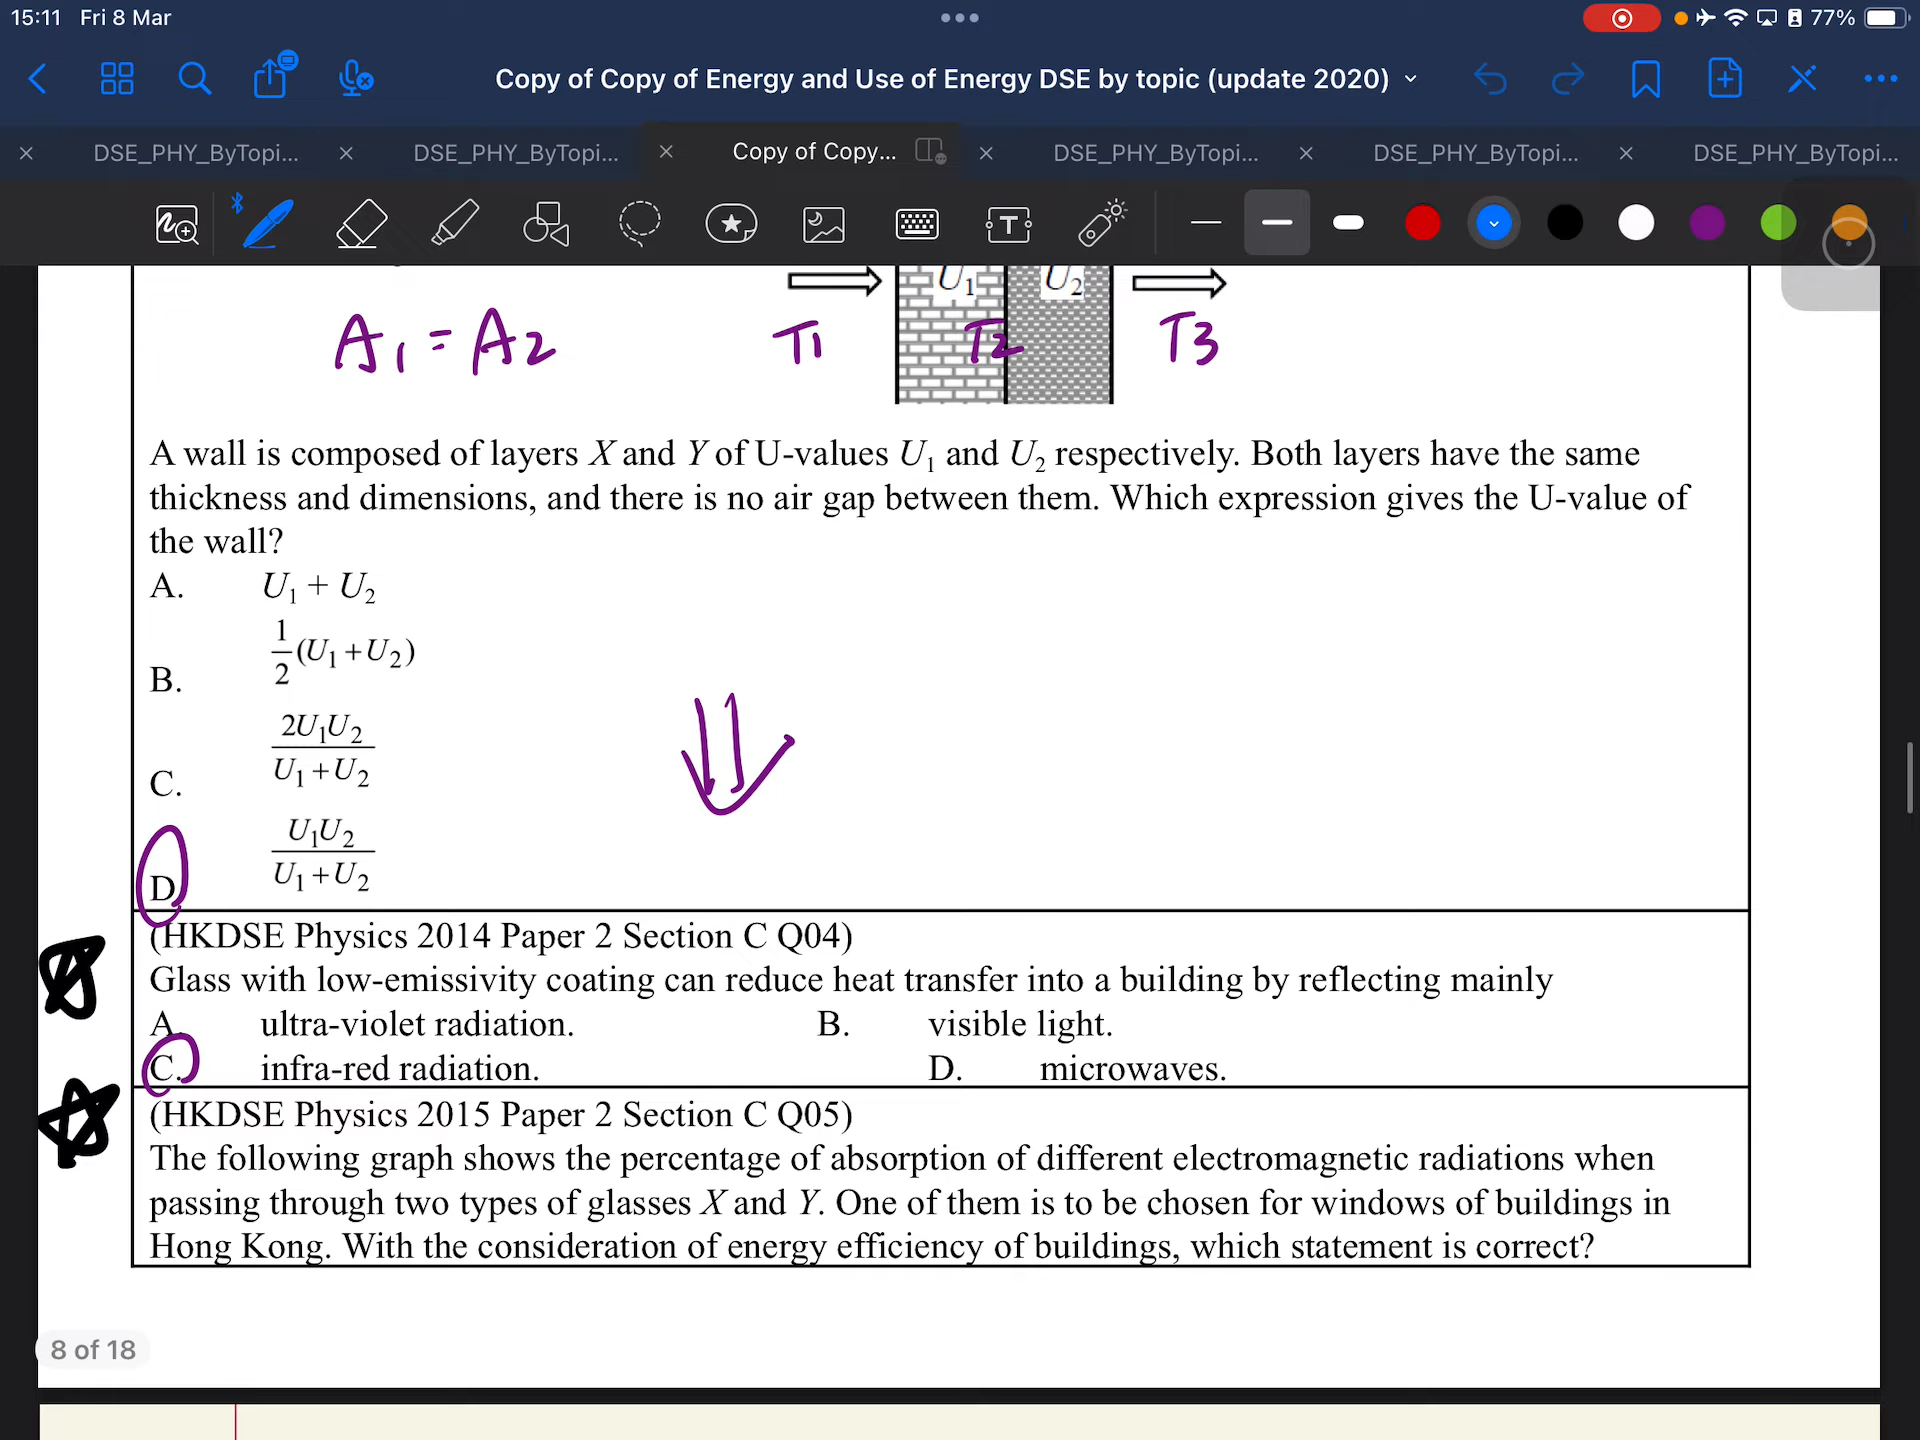 15:11 Fri 8 Mar
77%
Copy of Copy of Energy and Use of Energy DSE by topic (update 2020)
DSE_PHY_ByTopi... DSE_PHY_ByTopi... Copy of Copy... DSE_PHY_ByTopi... DSE_PHY_ByTopi... DSE_PHY_ByTopi...
T
U₁ U₂
A₁ = A₂ T1 T2 T3
A wall is composed of layers X and Y of U-values U₁ and U₂ respectively. Both layers have the same
thickness and dimensions, and there is no air gap between them. Which expression gives the U-value of
the wall?
A. U₁ + U₂
B. 1/2 (U₁+U₂)
C. 2U₁U₂/(U₁+U₂)
D. U₁U₂/(U₁+U₂)
(HKDSE Physics 2014 Paper 2 Section C Q04)
Glass with low-emissivity coating can reduce heat transfer into a building by reflecting mainly
A. ultra-violet radiation. B. visible light.
C. infra-red radiation. D. microwaves.
(HKDSE Physics 2015 Paper 2 Section C Q05)
The following graph shows the percentage of absorption of different electromagnetic radiations when
passing through two types of glasses X and Y. One of them is to be chosen for windows of buildings in
Hong Kong. With the consideration of energy efficiency of buildings, which statement is correct?
8 of 18